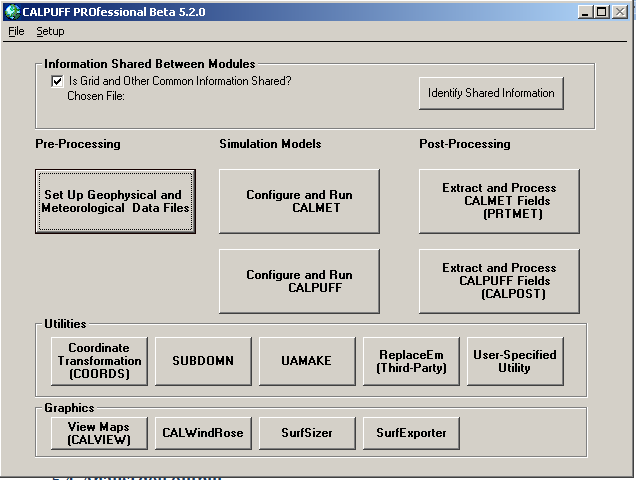 CALPUFF PROfessional Beta 5.2.0
File Setup
Information Shared Between Modules
Is Grid and Other Common Information Shared?
Chosen File:
Identify Shared Information
Pre-Processing
Simulation Models
Post-Processing
Set Up Geophysical and
Meteorological Data Files
Configure and Run
CALMET
Extract and Process
CALMET Fields
(PRTMET)
Configure and Run
CALPUFF
Extract and Process
CALPUFF Fields
(CALPOST)
Utilities
Coordinate
Transformation
(COORDS)
SUBDOMN
UAMAKE
ReplaceEm
(Third-Party)
User-Specified
Utility
Graphics
View Maps
(CALVIEW)
CALWindRose
SurfSizer
SurfExporter